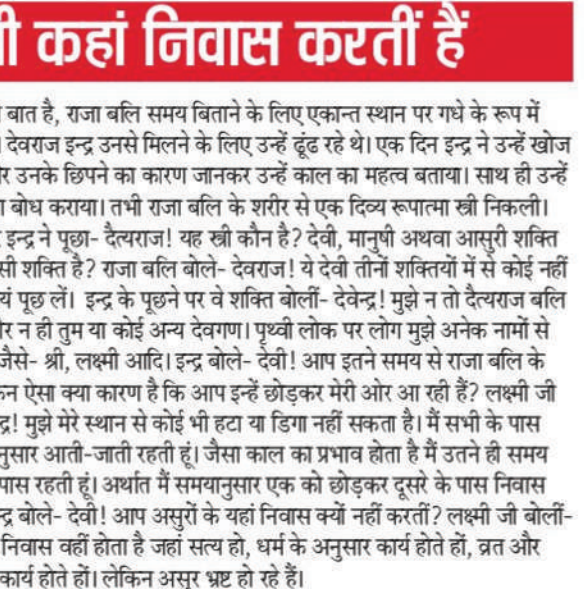 ी कहां निवास करतीं हैं
बात है, राजा बलि समय बिताने के लिए एकान्त स्थान पर गधे के रूप में
देवराज इन्द्र उनसे मिलने के लिए उन्हें ढूंढ रहे थे। एक दिन इन्द्र ने उन्हें खोज
र उनके छिपने का कारण जानकर उन्हें काल का महत्व बताया। साथ ही उन्हें
ा बोध कराया। तभी राजा बलि के शरीर से एक दिव्य रूपात्मा स्त्री निकली।
इन्द्र ने पूछा- दैत्यराज! यह स्त्री कौन है? देवी, मानुषी अथवा आसुरी शक्ति
सी शक्ति है? राजा बलि बोले- देवराज! ये देवी तीनों शक्तियों में से कोई नहीं
यं पूछ लें। इन्द्र के पूछने पर वे शक्ति बोलीं- देवेन्द्र! मुझे न तो दैत्यराज बलि
र न ही तुम या कोई अन्य देवगण। पृथ्वी लोक पर लोग मुझे अनेक नामों से
जैसे- श्री, लक्ष्मी आदि। इन्द्र बोले- देवी! आप इतने समय से राजा बलि के
न ऐसा क्या कारण है कि आप इन्हें छोड़कर मेरी ओर आ रही हैं? लक्ष्मी जी
द्र! मुझे मेरे स्थान से कोई भी हटा या डिगा नहीं सकता है। मैं सभी के पास
नुसार आती-जाती रहती हूं। जैसा काल का प्रभाव होता है मैं उतने ही समय
पास रहती हूं। अर्थात मैं समयानुसार एक को छोड़कर दूसरे के पास निवास
न्द्र बोले- देवी! आप असुरों के यहां निवास क्यों नहीं करतीं? लक्ष्मी जी बोलीं-
निवास वहीं होता है जहां सत्य हो, धर्म के अनुसार कार्य होते हों, व्रत और
कार्य होते हों। लेकिन असुर भ्रष्ट हो रहे हैं।